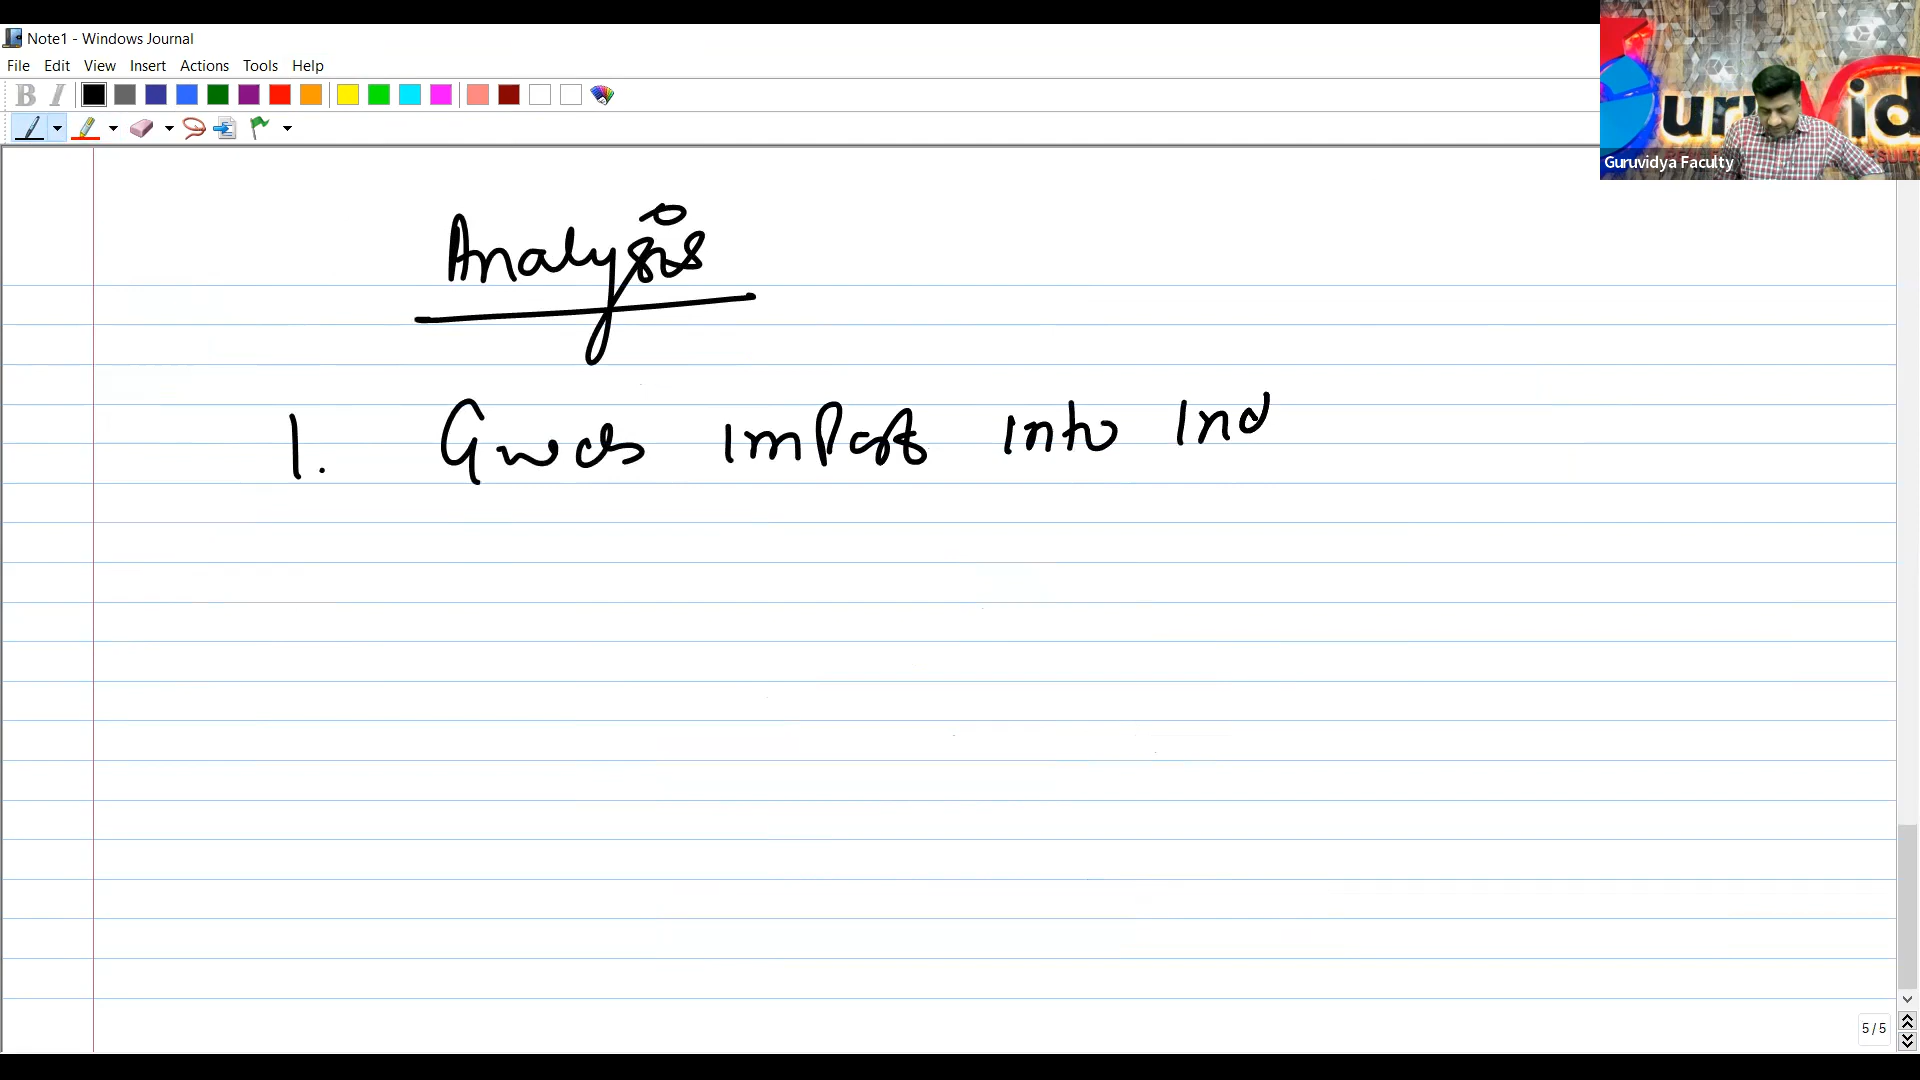 Note1 - Windows Journal
File Edit View Insert Actions Tools Help
B I
Guruvidya Faculty
Analysis
1. Goods Import into Ind
5 / 5